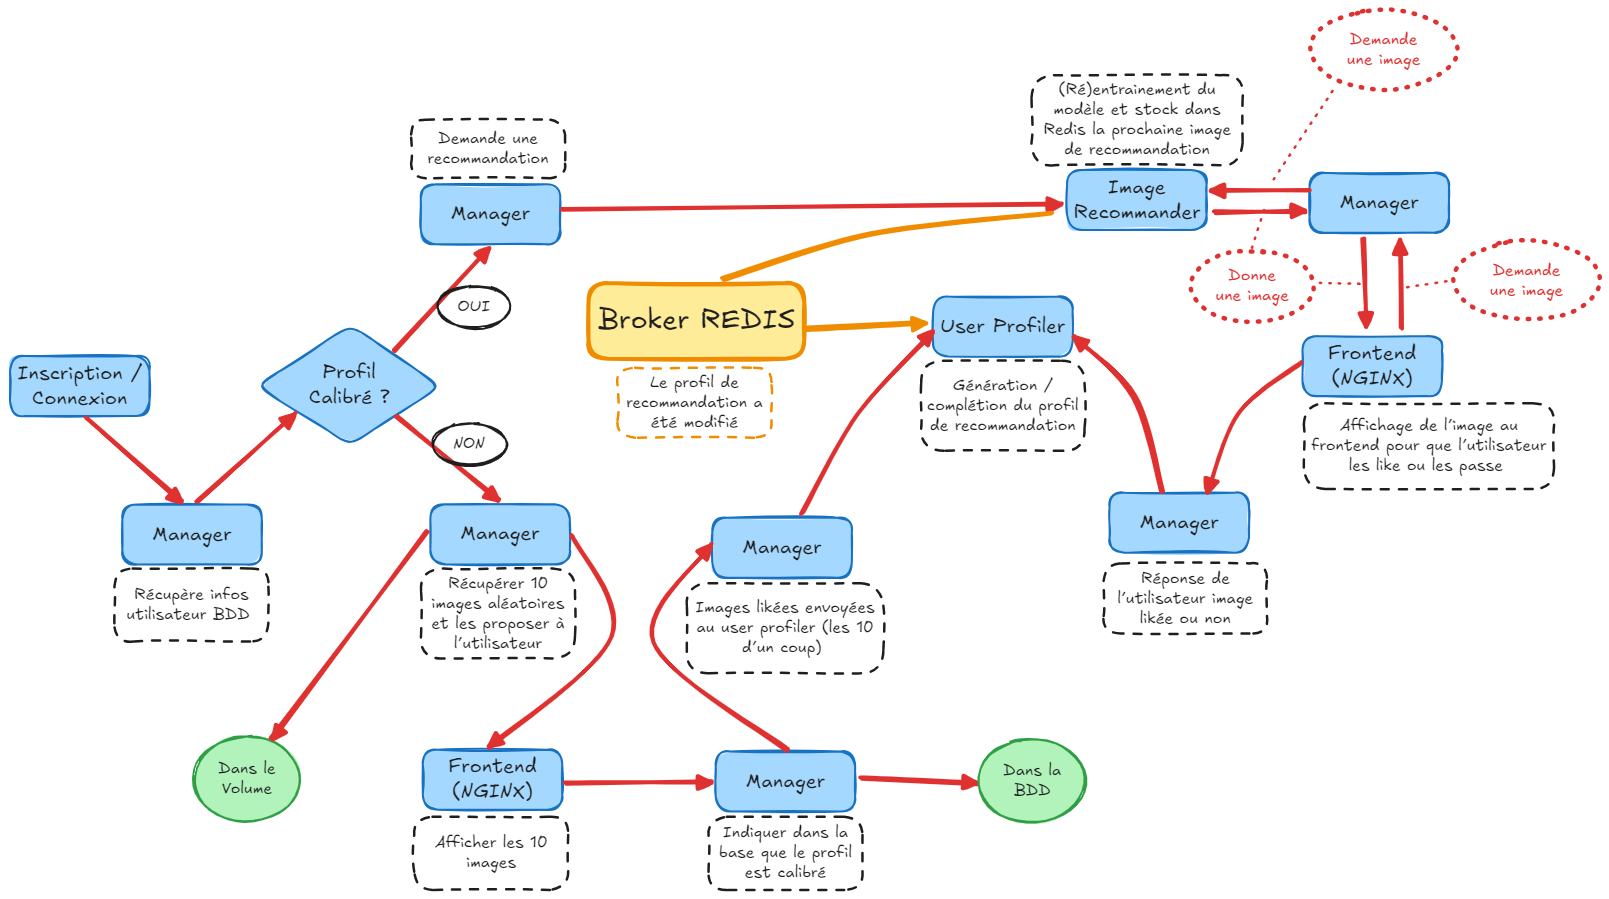 Demande
une image
(Ré)entrainement du
modèle et stock dans
Redis la prochaine image
de recommandation
Demande une
recommandation
Manager
Image
Recommander
Manager
Donne
une image
Demande
une image
OUI
Broker REDIS
User Profiler
Inscription /
Connexion
Profil
Calibré ?
Le profil de
recommandation a
été modifié
Génération /
complétion du profil
de recommandation
Frontend
(NGINX)
Affichage de l'image au
frontend pour que l'utilisateur
les like ou les passe
NON
Manager
Récupère infos
utilisateur BDD
Manager
Récupérer 10
images aléatoires
et les proposer à
l'utilisateur
Manager
Images likées envoyées
au user profiler (les 10
d'un coup)
Manager
Réponse de
l'utilisateur image
likée ou non
Dans le
Volume
Frontend
(NGINX)
Afficher les 10
images
Manager
Indiquer dans la
base que le profil
est calibré
Dans la
BDD